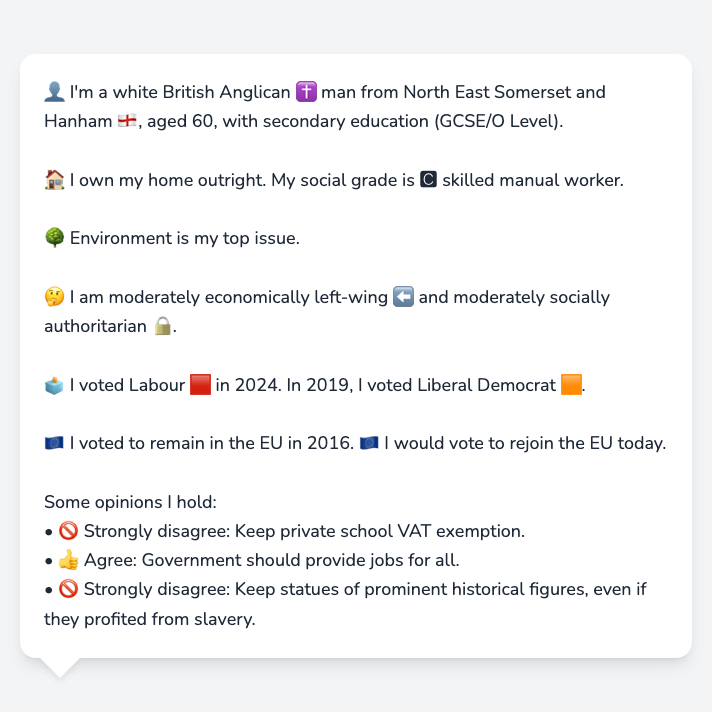 👤 I'm a white British Anglican ✝️ man from North East Somerset and
Hanham 🏴󠁧󠁢󠁥󠁮󠁧󠁿, aged 60, with secondary education (GCSE/O Level).
🏠 I own my home outright. My social grade is 🅲 skilled manual worker.
🌳 Environment is my top issue.
🤔 I am moderately economically left-wing ⬅️ and moderately socially
authoritarian 🔒.
🗳️ I voted Labour 🟥 in 2024. In 2019, I voted Liberal Democrat 🟧.
🇪🇺 I voted to remain in the EU in 2016. 🇪🇺 I would vote to rejoin the EU today.
Some opinions I hold:
• 🚫 Strongly disagree: Keep private school VAT exemption.
• 👍 Agree: Government should provide jobs for all.
• 🚫 Strongly disagree: Keep statues of prominent historical figures, even if
they profited from slavery.